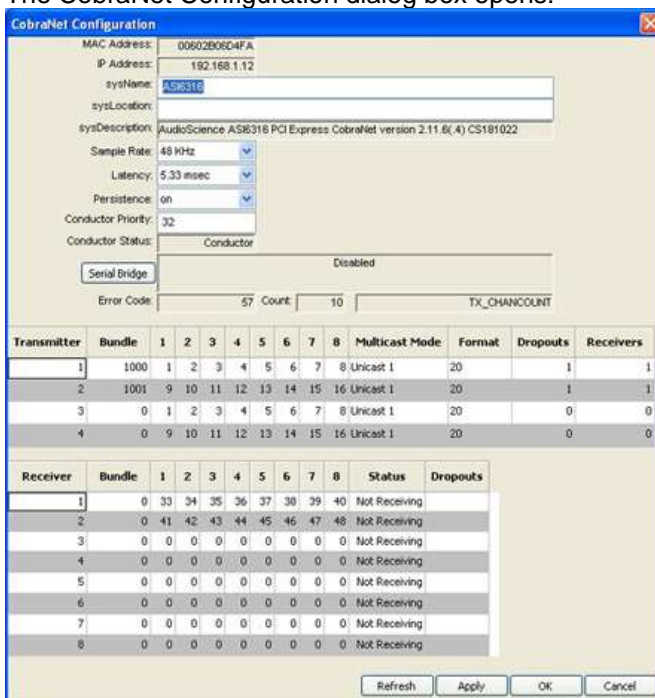 The CobraNet Configuration dialog box opens.
CobraNet Configuration
MAC Address: 00602B06D4FA
IP Address: 192.168.1.12
sysName: ASI6316
sysLocation:
sysDescription: AudioScience ASI6316 PCI Express CobraNet version 2.11.6(.4) CS181022
Sample Rate: 48 KHz
Latency: 5.33 msec
Persistence: on
Conductor Priority: 32
Conductor Status: Conductor
Serial Bridge Disabled
Error Code: 57 Count: 10 TX_CHANCOUNT
Transmitter Bundle 1 2 3 4 5 6 7 8 Multicast Mode Format Dropouts Receivers
1 1000 1 2 3 4 5 6 7 8 Unicast 1 20 1 1
2 1001 9 10 11 12 13 14 15 16 Unicast 1 20 1 1
3 0 1 2 3 4 5 6 7 8 Unicast 1 20 0 0
4 0 9 10 11 12 13 14 15 16 Unicast 1 20 0 0
Receiver Bundle 1 2 3 4 5 6 7 8 Status Dropouts
1 0 33 34 35 36 37 38 39 40 Not Receiving
2 0 41 42 43 44 45 46 47 48 Not Receiving
3 0 0 0 0 0 0 0 0 0 Not Receiving
4 0 0 0 0 0 0 0 0 0 Not Receiving
5 0 0 0 0 0 0 0 0 0 Not Receiving
6 0 0 0 0 0 0 0 0 0 Not Receiving
7 0 0 0 0 0 0 0 0 0 Not Receiving
8 0 0 0 0 0 0 0 0 0 Not Receiving
Refresh Apply OK Cancel